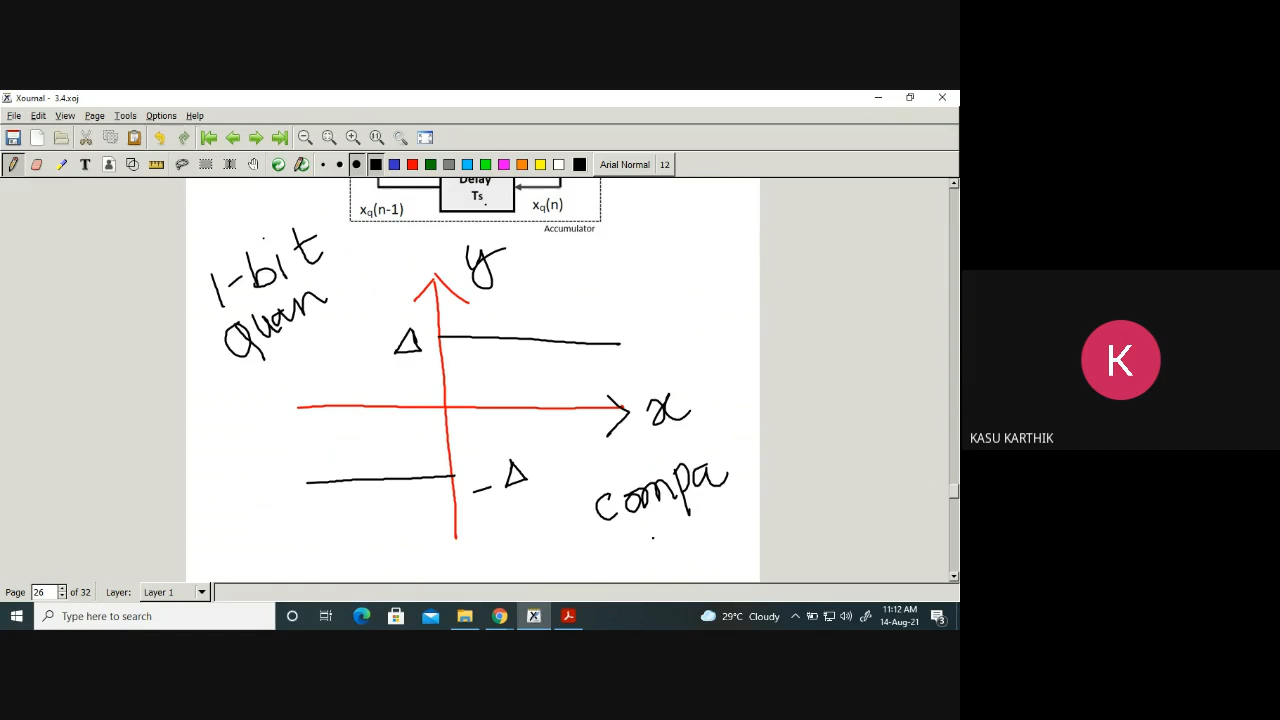 Xournal - 3.4.xoj
File Edit View Page Tools Options Help
Arial Normal 12
Delay
Ts
xq(n-1)
xq(n)
Accumulator
1-bit
Quan
y
Δ
x
-Δ
compa
Page 26 of 32 Layer: Layer 1
Type here to search
29°C Cloudy
11:12 AM
14-Aug-21
3
K
KASU KARTHIK